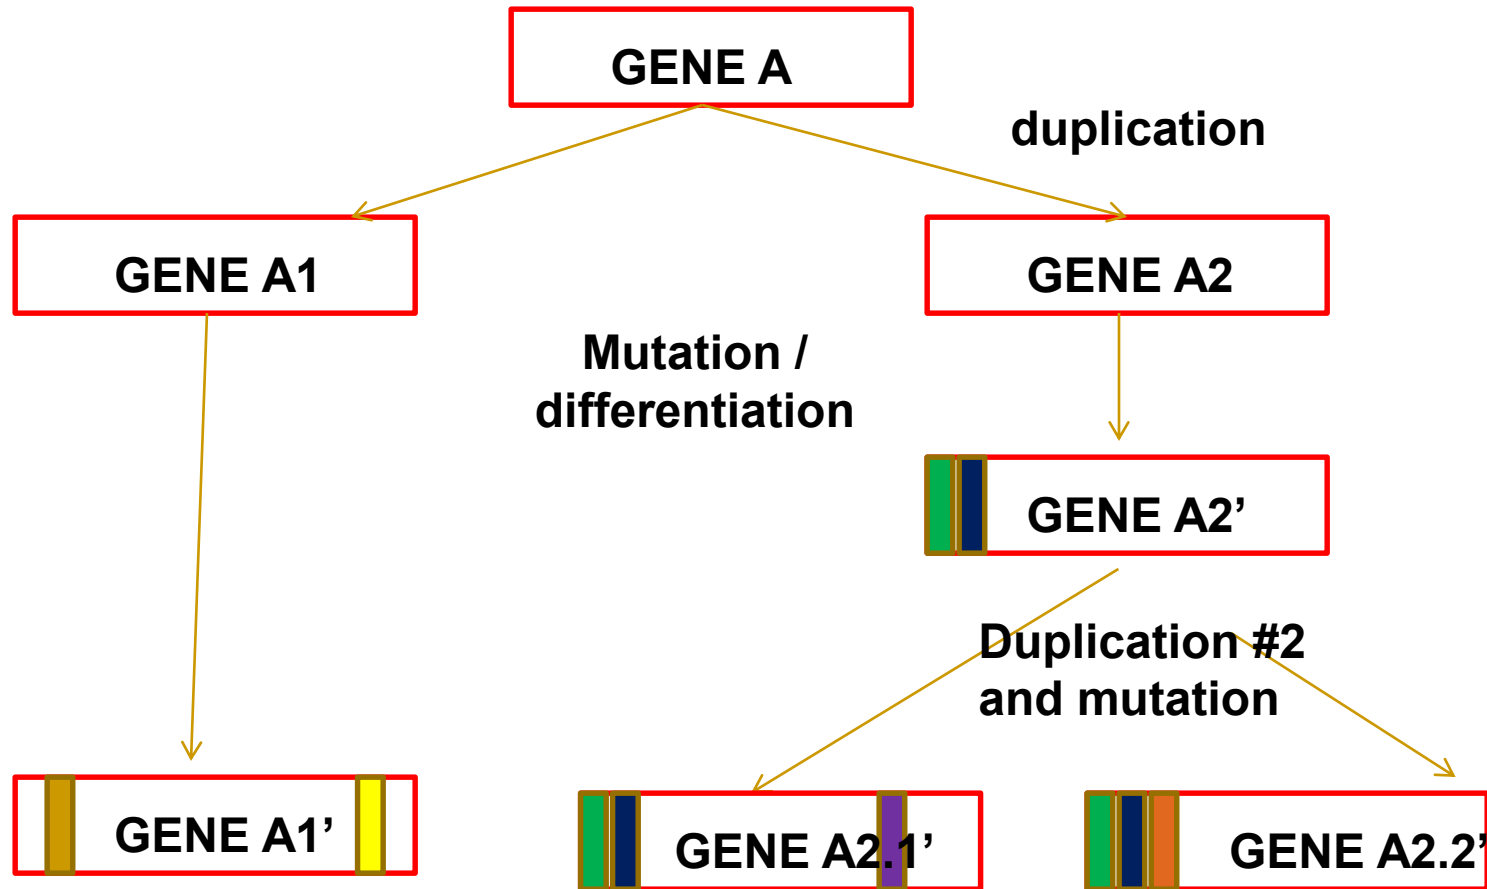 GENE A
duplication
GENE A1
GENE A2
Mutation /
differentiation
GENE A2’
Duplication #2
and mutation
GENE A1’
GENE A2.1’
GENE A2.2’